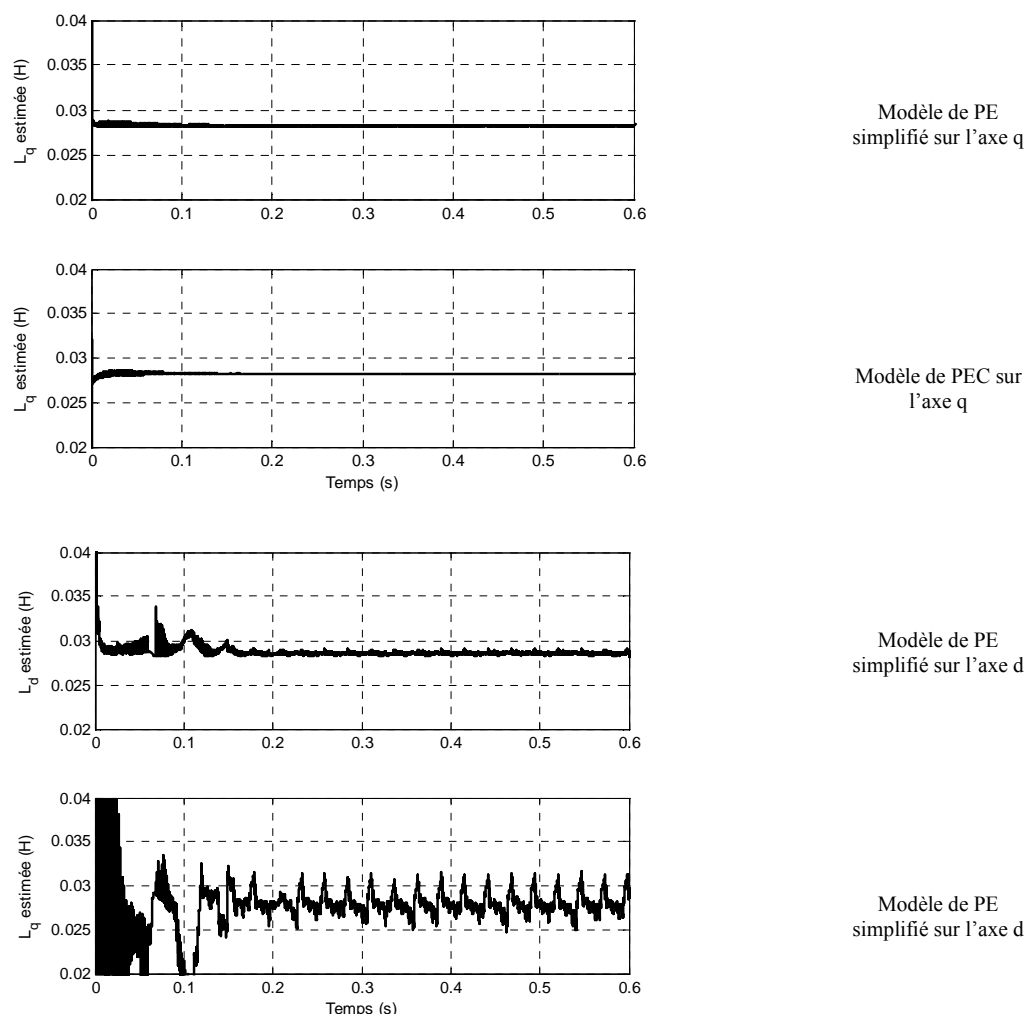 0.04
0.035
0.03
0.025
0.02
L_q estimée (H)
0 0.1 0.2 0.3 0.4 0.5 0.6
Modèle de PE
simplifié sur l'axe q
0.04
0.035
0.03
0.025
0.02
L_q estimée (H)
0 0.1 0.2 0.3 0.4 0.5 0.6
Temps (s)
Modèle de PEC sur
l'axe q
0.04
0.035
0.03
0.025
0.02
L_d estimée (H)
0 0.1 0.2 0.3 0.4 0.5 0.6
Modèle de PE
simplifié sur l'axe d
0.04
0.035
0.03
0.025
0.02
L_q estimée (H)
0 0.1 0.2 0.3 0.4 0.5 0.6
Temps (s)
Modèle de PE
simplifié sur l'axe d